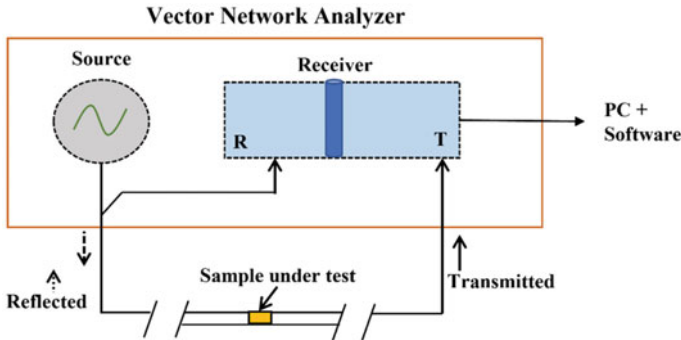 Vector Network Analyzer
Source
Receiver
R
T
PC +
Software
Sample under test
Reflected
Transmitted